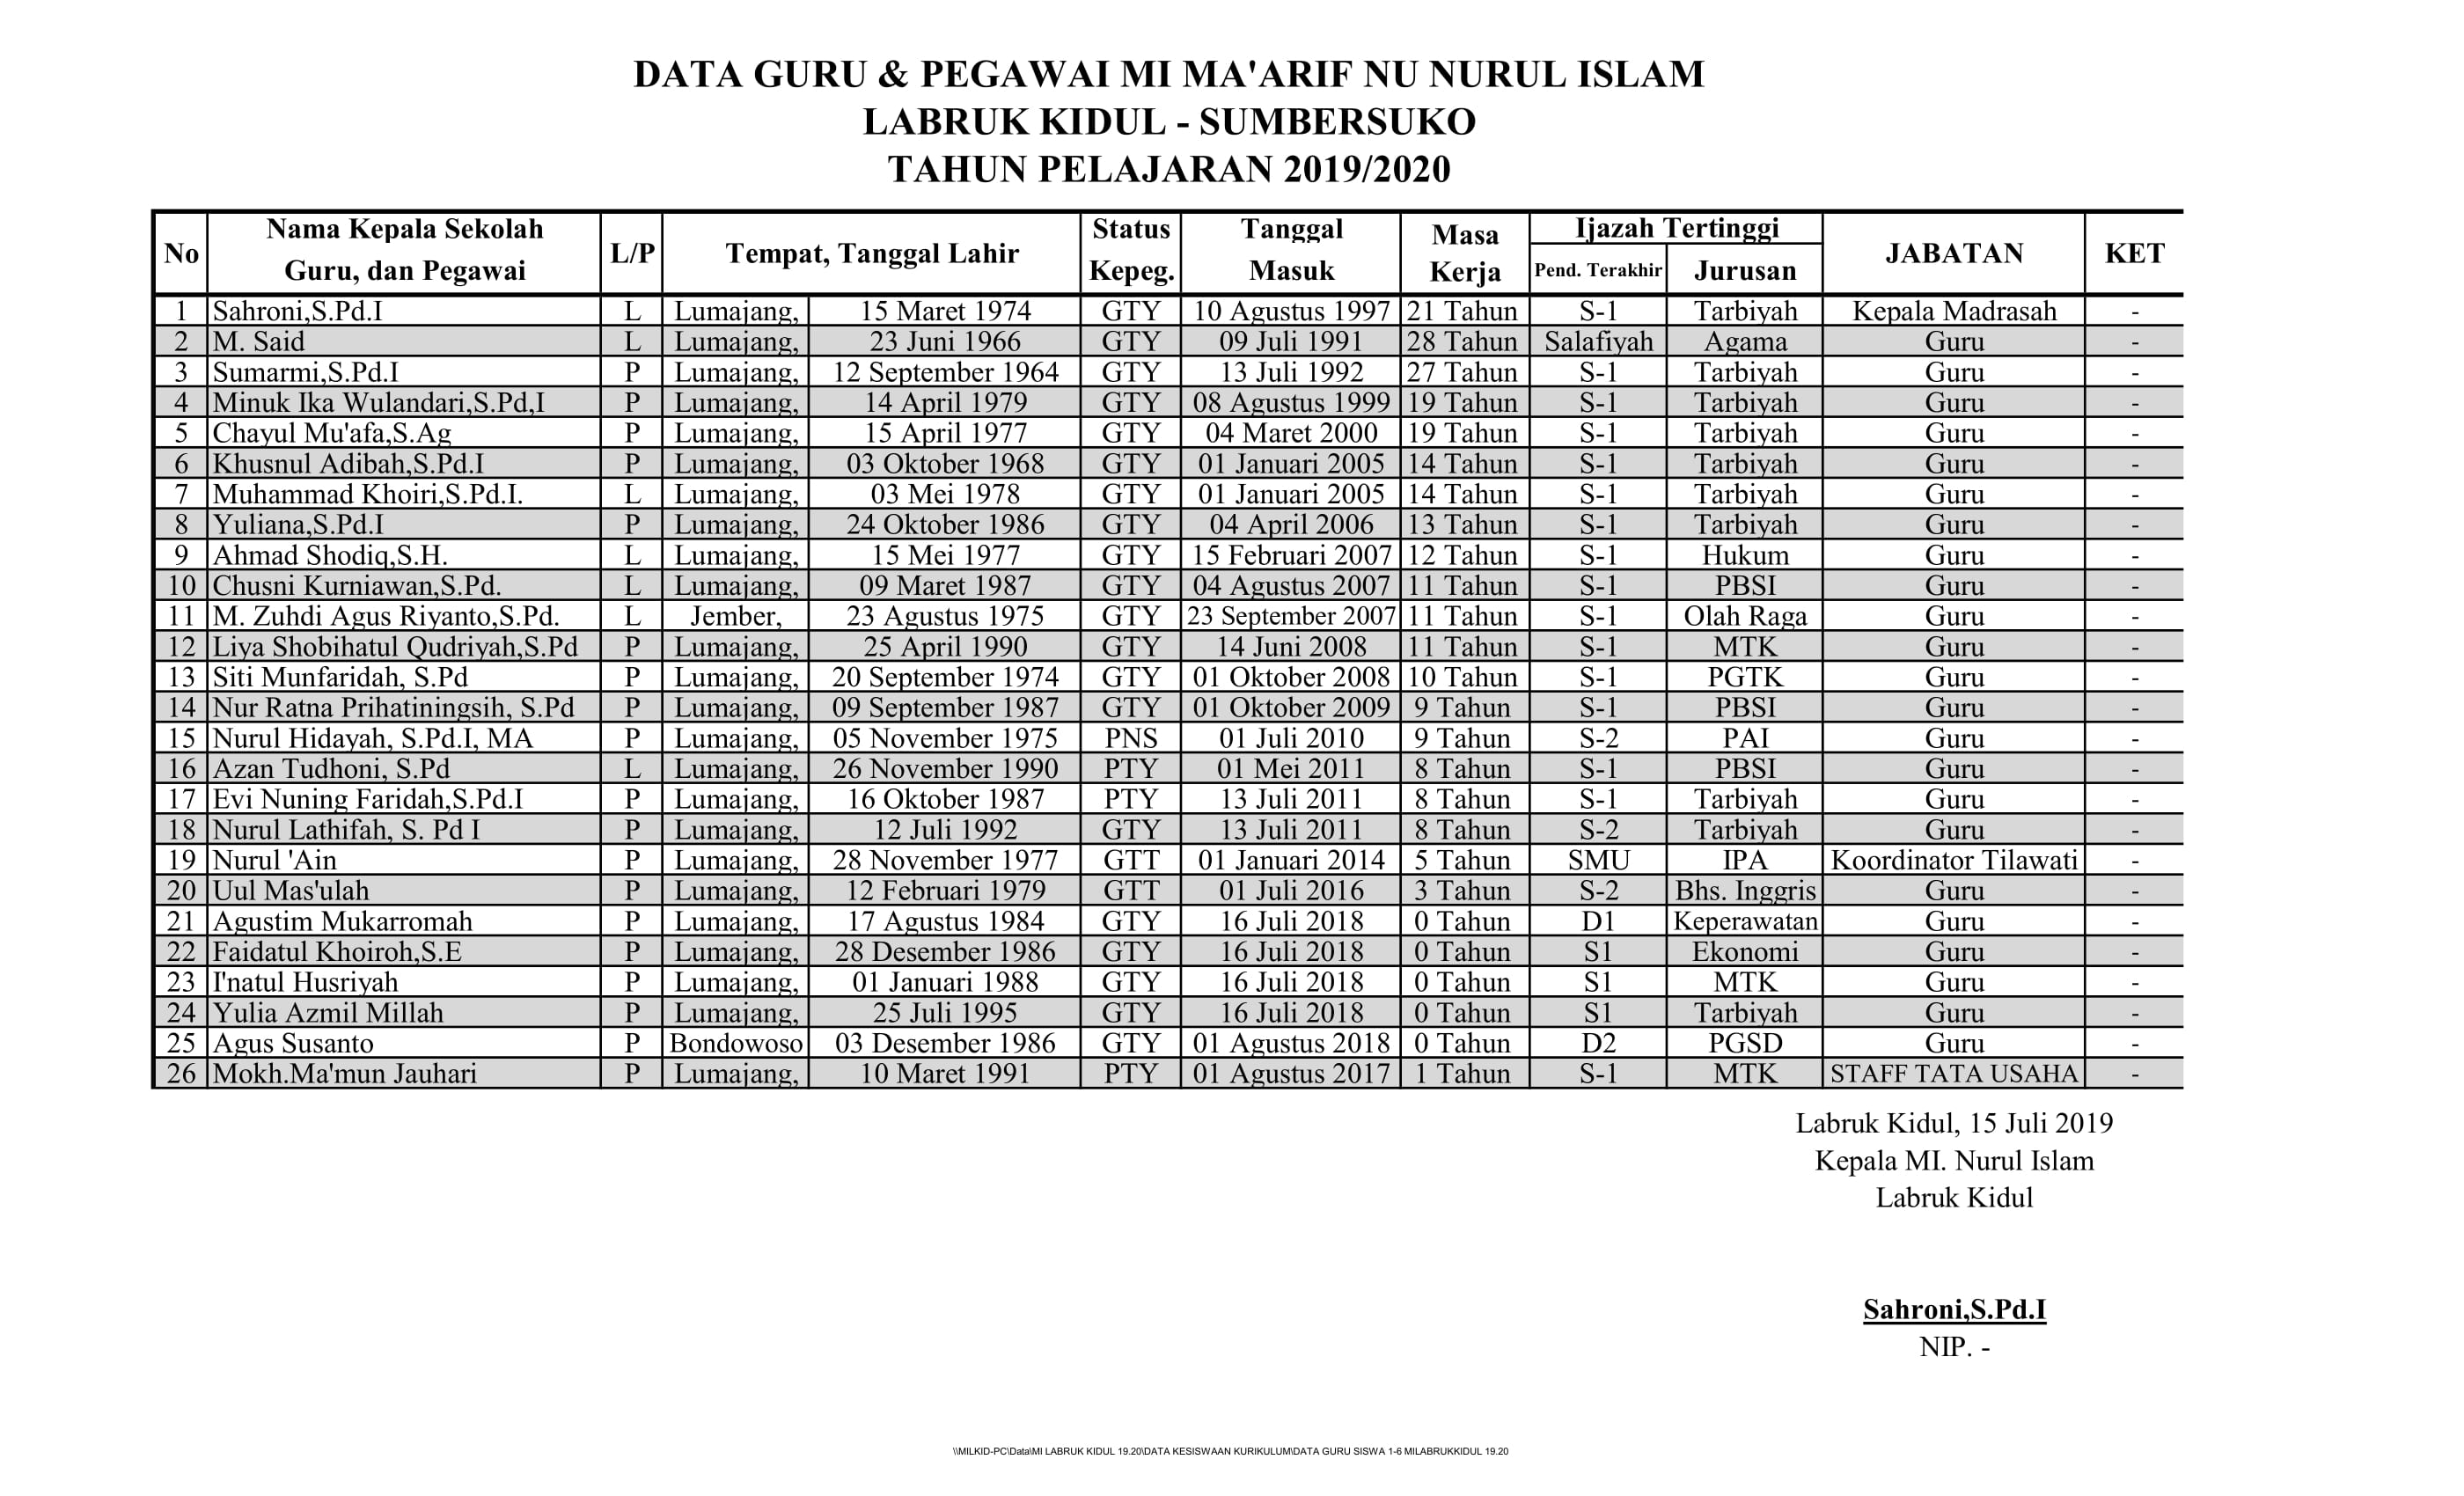 DATA GURU & PEGAWAI MI MA'ARIF NU NURUL ISLAM
LABRUK KIDUL - SUMBERSUKO
TAHUN PELAJARAN 2019/2020
No Nama Kepala Sekolah Guru, dan Pegawai L/P Tempat, Tanggal Lahir Status Kepeg. Tanggal Masuk Masa Kerja Ijazah Tertinggi Pend. Terakhir Jurusan JABATAN KET
1 Sahroni,S.Pd.I L Lumajang, 15 Maret 1974 GTY 10 Agustus 1997 21 Tahun S-1 Tarbiyah Kepala Madrasah -
2 M. Said L Lumajang, 23 Juni 1966 GTY 09 Juli 1991 28 Tahun Salafiyah Agama Guru -
3 Sumarmi,S.Pd.I P Lumajang, 12 September 1964 GTY 13 Juli 1992 27 Tahun S-1 Tarbiyah Guru -
4 Minuk Ika Wulandari,S.Pd,I P Lumajang, 14 April 1979 GTY 08 Agustus 1999 19 Tahun S-1 Tarbiyah Guru -
5 Chayul Mu'afa,S.Ag P Lumajang, 15 April 1977 GTY 04 Maret 2000 19 Tahun S-1 Tarbiyah Guru -
6 Khusnul Adibah,S.Pd.I P Lumajang, 03 Oktober 1968 GTY 01 Januari 2005 14 Tahun S-1 Tarbiyah Guru -
7 Muhammad Khoiri,S.Pd.I. L Lumajang, 03 Mei 1978 GTY 01 Januari 2005 14 Tahun S-1 Tarbiyah Guru -
8 Yuliana,S.Pd.I P Lumajang, 24 Oktober 1986 GTY 04 April 2006 13 Tahun S-1 Tarbiyah Guru -
9 Ahmad Shodiq,S.H. L Lumajang, 15 Mei 1977 GTY 15 Februari 2007 12 Tahun S-1 Hukum Guru -
10 Chusni Kurniawan,S.Pd. L Lumajang, 09 Maret 1987 GTY 04 Agustus 2007 11 Tahun S-1 PBSI Guru -
11 M. Zuhdi Agus Riyanto,S.Pd. L Jember, 23 Agustus 1975 GTY 23 September 2007 11 Tahun S-1 Olah Raga Guru -
12 Liya Shobihatul Qudriyah,S.Pd P Lumajang, 25 April 1990 GTY 14 Juni 2008 11 Tahun S-1 MTK Guru -
13 Siti Munfaridah, S.Pd P Lumajang, 20 September 1974 GTY 01 Oktober 2008 10 Tahun S-1 PGTK Guru -
14 Nur Ratna Prihatiningsih, S.Pd P Lumajang, 09 September 1987 GTY 01 Oktober 2009 9 Tahun S-1 PBSI Guru -
15 Nurul Hidayah, S.Pd.I, MA P Lumajang, 05 November 1975 PNS 01 Juli 2010 9 Tahun S-2 PAI Guru -
16 Azan Tudhoni, S.Pd L Lumajang, 26 November 1990 PTY 01 Mei 2011 8 Tahun S-1 PBSI Guru -
17 Evi Nuning Faridah,S.Pd.I P Lumajang, 16 Oktober 1987 PTY 13 Juli 2011 8 Tahun S-1 Tarbiyah Guru -
18 Nurul Lathifah, S. Pd I P Lumajang, 12 Juli 1992 GTY 13 Juli 2011 8 Tahun S-2 Tarbiyah Guru -
19 Nurul 'Ain P Lumajang, 28 November 1977 GTT 01 Januari 2014 5 Tahun SMU IPA Koordinator Tilawati -
20 Uul Mas'ulah P Lumajang, 12 Februari 1979 GTT 01 Juli 2016 3 Tahun S-2 Bhs. Inggris Guru -
21 Agustim Mukarromah P Lumajang, 17 Agustus 1984 GTY 16 Juli 2018 0 Tahun D1 Keperawatan Guru -
22 Faidatul Khoiroh,S.E P Lumajang, 28 Desember 1986 GTY 16 Juli 2018 0 Tahun S1 Ekonomi Guru -
23 I'natul Husriyah P Lumajang, 01 Januari 1988 GTY 16 Juli 2018 0 Tahun S1 MTK Guru -
24 Yulia Azmil Millah P Lumajang, 25 Juli 1995 GTY 16 Juli 2018 0 Tahun S1 Tarbiyah Guru -
25 Agus Susanto P Bondowoso 03 Desember 1986 GTY 01 Agustus 2018 0 Tahun D2 PGSD Guru -
26 Mokh.Ma'mun Jauhari P Lumajang, 10 Maret 1991 PTY 01 Agustus 2017 1 Tahun S-1 MTK STAFF TATA USAHA -
Labruk Kidul, 15 Juli 2019
Kepala MI. Nurul Islam
Labruk Kidul
Sahroni,S.Pd.I
NIP. -
\\MILKID-PC\Data\MI LABRUK KIDUL 19.20\DATA KESISWAAN KURIKULUM\DATA GURU SISWA 1-6 MILABRUKKIDUL 19.20